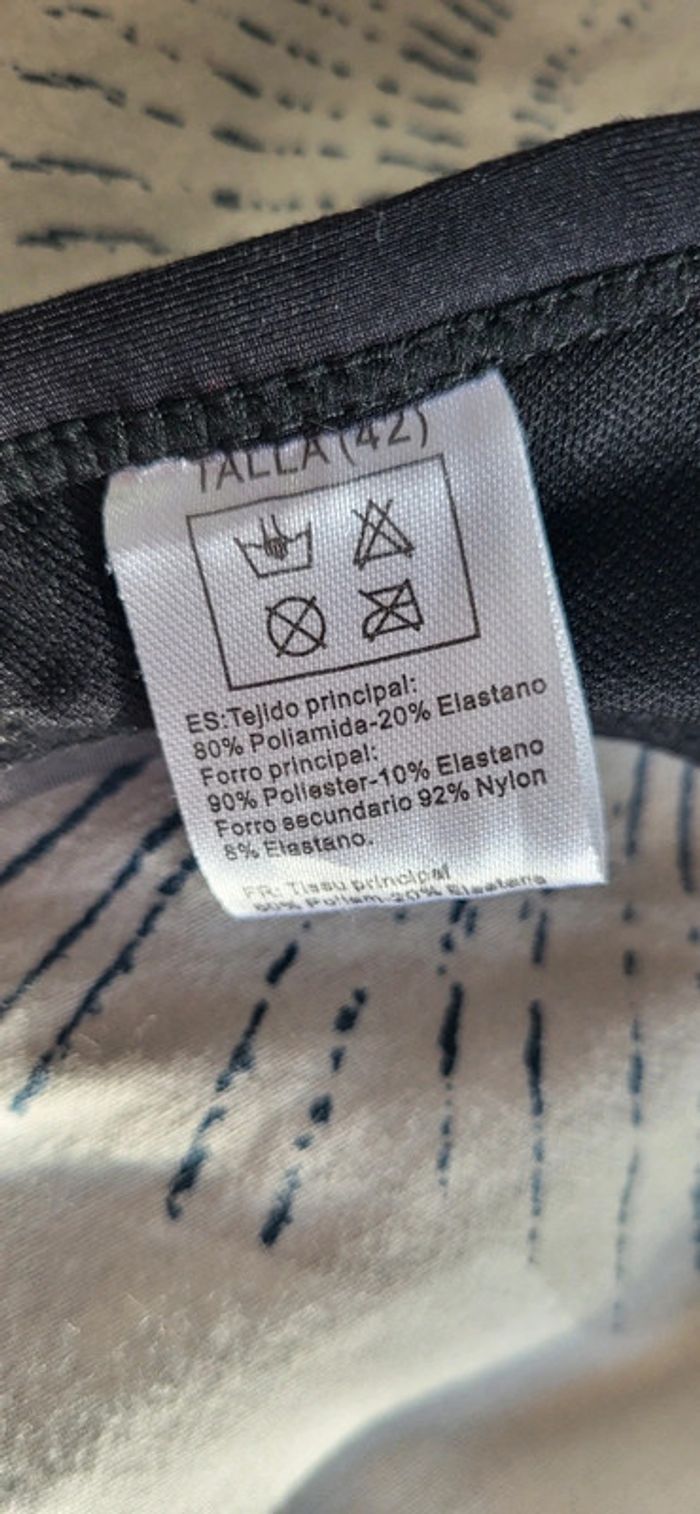 TALLA (42)
ES:Tejido principal:
80% Poliamida-20% Elastano
Forro principal:
90% Poliester-10% Elastano
Forro secundario 92% Nylon
8% Elastano.
FR: Tissu principal
20%